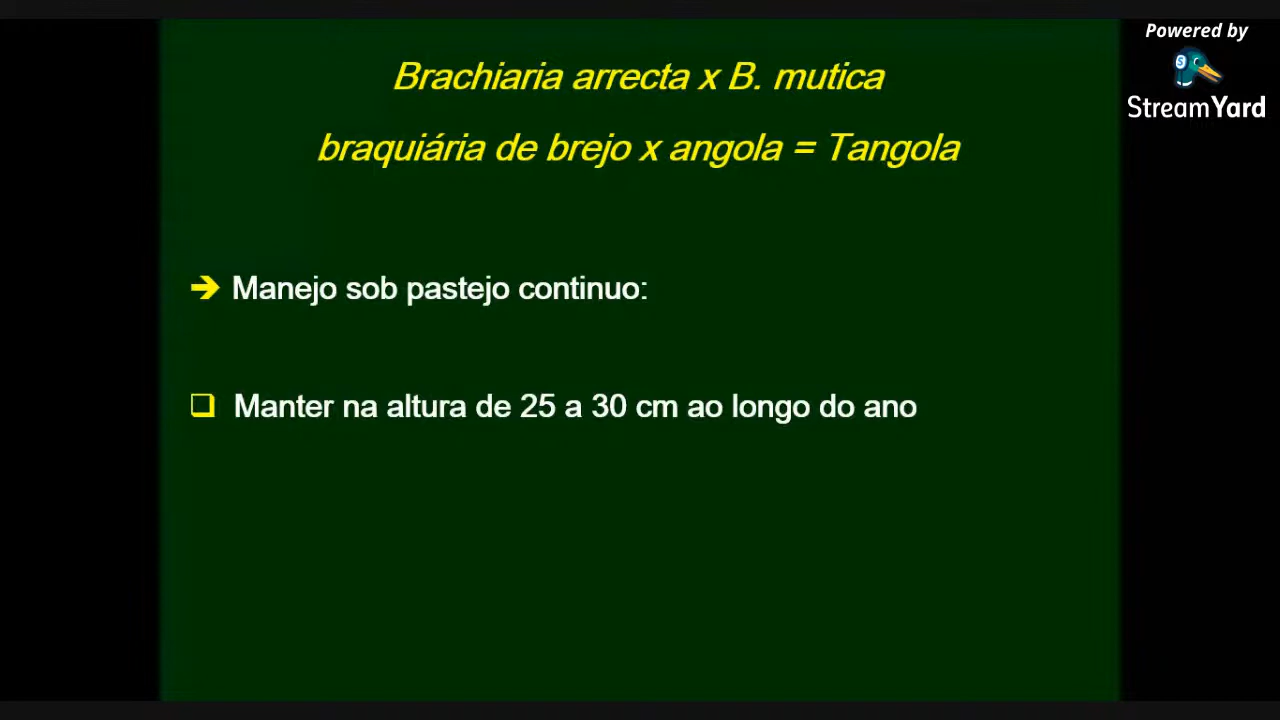 Powered by
StreamYard
Brachiaria arrecta x B. mutica
braquiária de brejo x angola = Tangola
Manejo sob pastejo continuo:
Manter na altura de 25 a 30 cm ao longo do ano